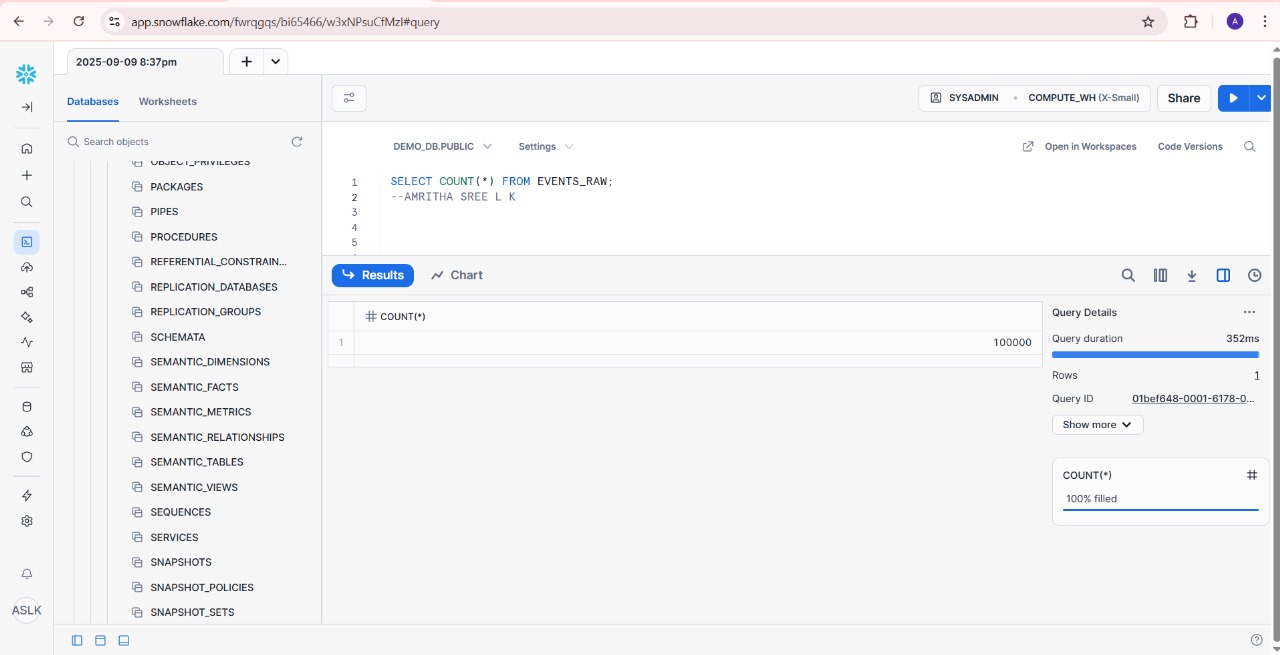 app.snowflake.com/fwrqgqs/bi65466/w3xNPsuCfMzI#query
A
2025-09-09 8:37pm
Databases
Worksheets
SYSADMIN
COMPUTE_WH (X-Small)
Share
Search objects
DEMO_DB.PUBLIC
Settings
Open in Workspaces
Code Versions
OBJECT_PRIVILEGES
PACKAGES
PIPES
PROCEDURES
REFERENTIAL_CONSTRAIN...
REPLICATION_DATABASES
REPLICATION_GROUPS
SCHEMATA
SEMANTIC_DIMENSIONS
SEMANTIC_FACTS
SEMANTIC_METRICS
SEMANTIC_RELATIONSHIPS
SEMANTIC_TABLES
SEMANTIC_VIEWS
SEQUENCES
SERVICES
SNAPSHOTS
SNAPSHOT_POLICIES
SNAPSHOT_SETS
ASLK
1 SELECT COUNT(*) FROM EVENTS_RAW;
2 --AMRITHA SREE L K
3
4
5
Results
Chart
# COUNT(*)
1 100000
Query Details
...
Query duration 352ms
Rows 1
Query ID 01bef648-0001-6178-0...
Show more
COUNT(*) #
100% filled